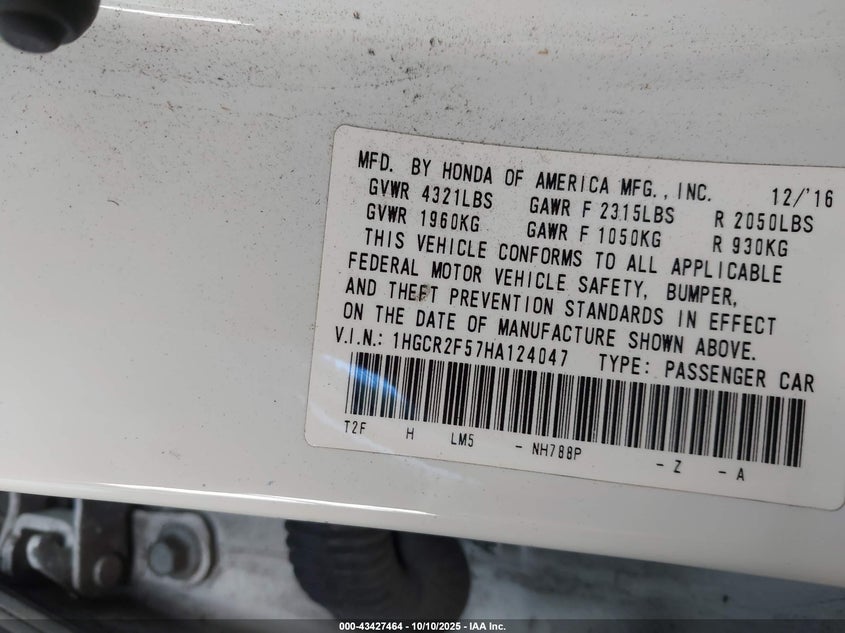 MFD. BY HONDA OF AMERICA MFG., INC. 12/'16
GVWR 4321LBS GAWR F 2315LBS R 2050LBS
GVWR 1960KG GAWR F 1050KG R 930KG
THIS VEHICLE CONFORMS TO ALL APPLICABLE
FEDERAL MOTOR VEHICLE SAFETY, BUMPER,
AND THEFT PREVENTION STANDARDS IN EFFECT
ON THE DATE OF MANUFACTURE SHOWN ABOVE.
V.I.N.: 1HGCR2F57HA124047 TYPE: PASSENGER CAR
T2F H LM5 - NH788P - Z - A
000-43427464 - 10/10/2025 - IAA Inc.